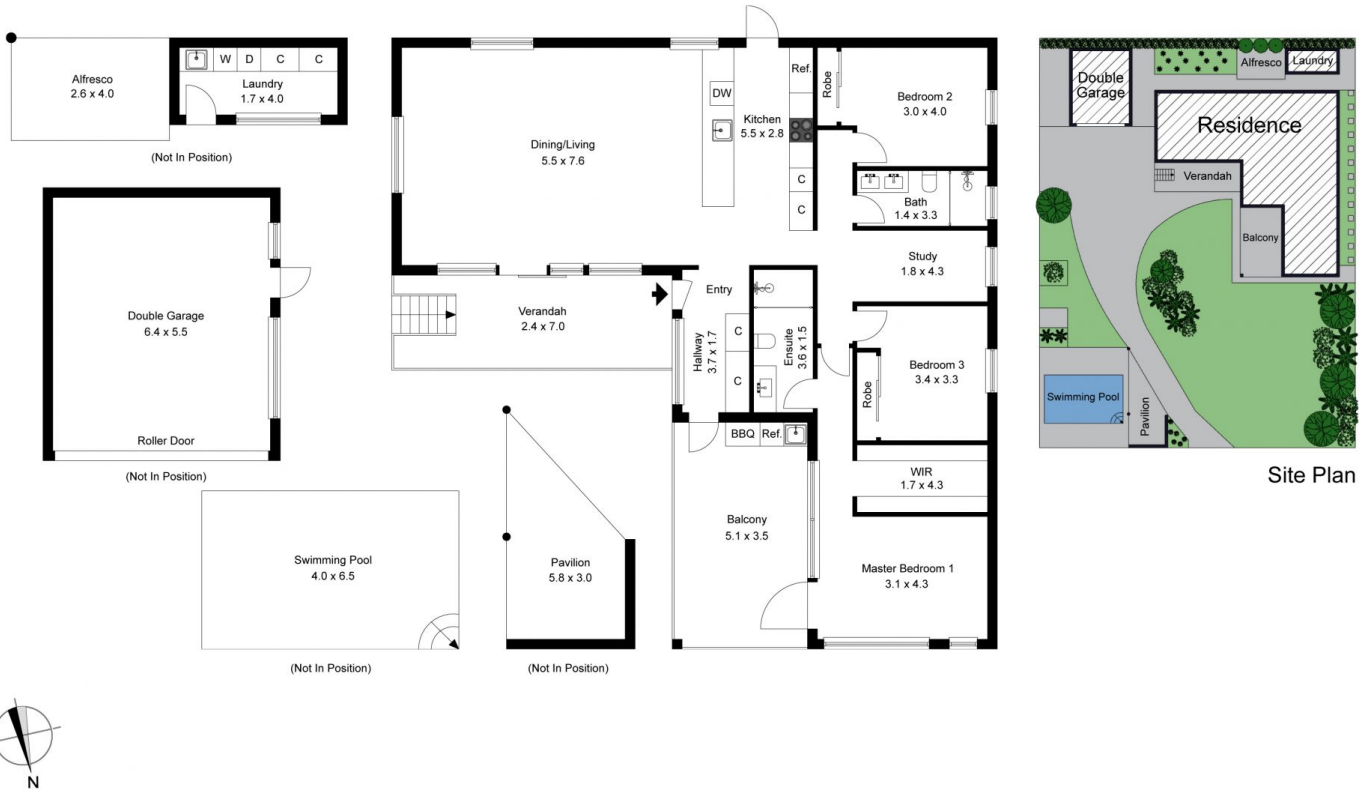 Alfresco
2.6 x 4.0
W D C C
Laundry
1.7 x 4.0
(Not In Position)
Double Garage
6.4 x 5.5
Roller Door
(Not In Position)
Swimming Pool
4.0 x 6.5
(Not In Position)
Pavilion
5.8 x 3.0
(Not In Position)
Dining/Living
5.5 x 7.6
DW
Kitchen
5.5 x 2.8
Ref.
C
C
Robe
Bedroom 2
3.0 x 4.0
Bath
1.4 x 3.3
Study
1.8 x 4.3
Verandah
2.4 x 7.0
Entry
Hallway
3.7 x 1.7
C
C
Ensuite
3.6 x 1.5
Bedroom 3
3.4 x 3.3
Robe
BBQ Ref.
WIR
1.7 x 4.3
Balcony
5.1 x 3.5
Master Bedroom 1
3.1 x 4.3
Double
Garage
Alfresco
Laundry
Residence
Verandah
Balcony
Swimming Pool
Pavilion
Site Plan
N